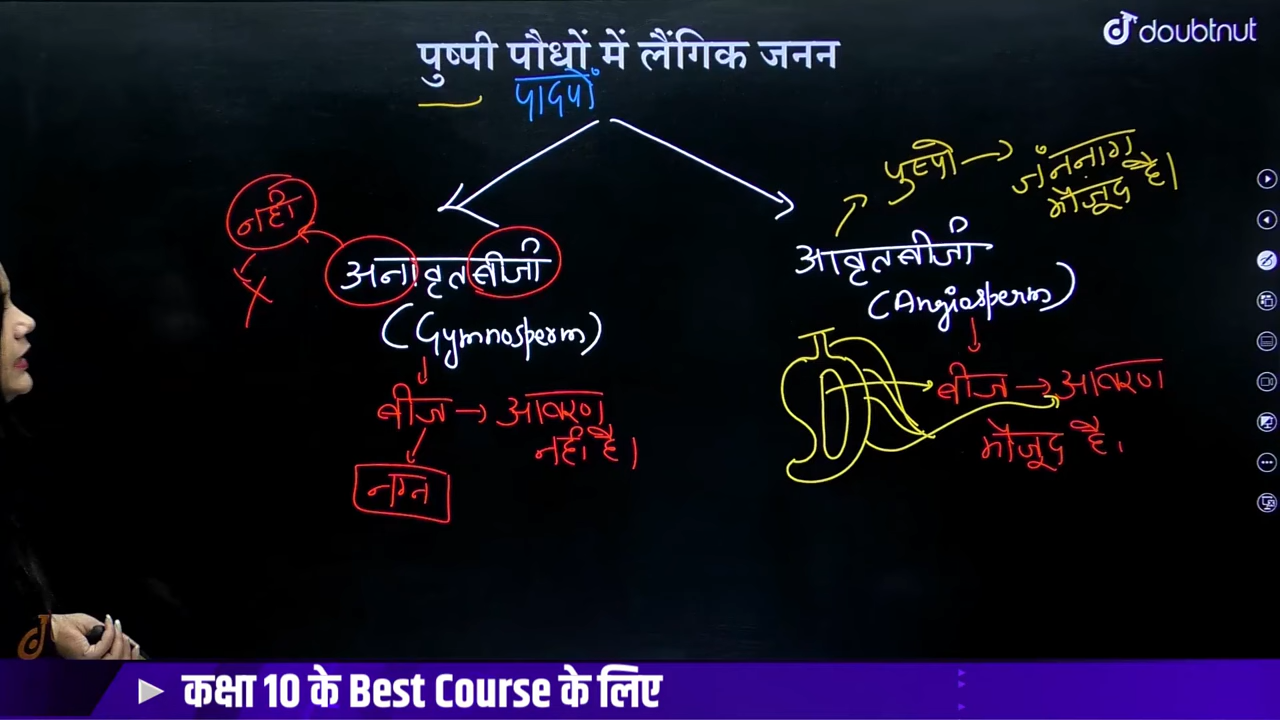 doubtnut
पुष्पी पौधों में लैंगिक जनन
पादपों
नहीं
अनावृतबीजी
(Gymnosperm)
बीज → आवरण
नहीं है।
नग्न
पुष्पों → जननांग
मौजूद है।
आवृतबीजी
(Angiosperm)
बीज → आवरण
मौजूद है।
कक्षा 10 के Best Course के लिए